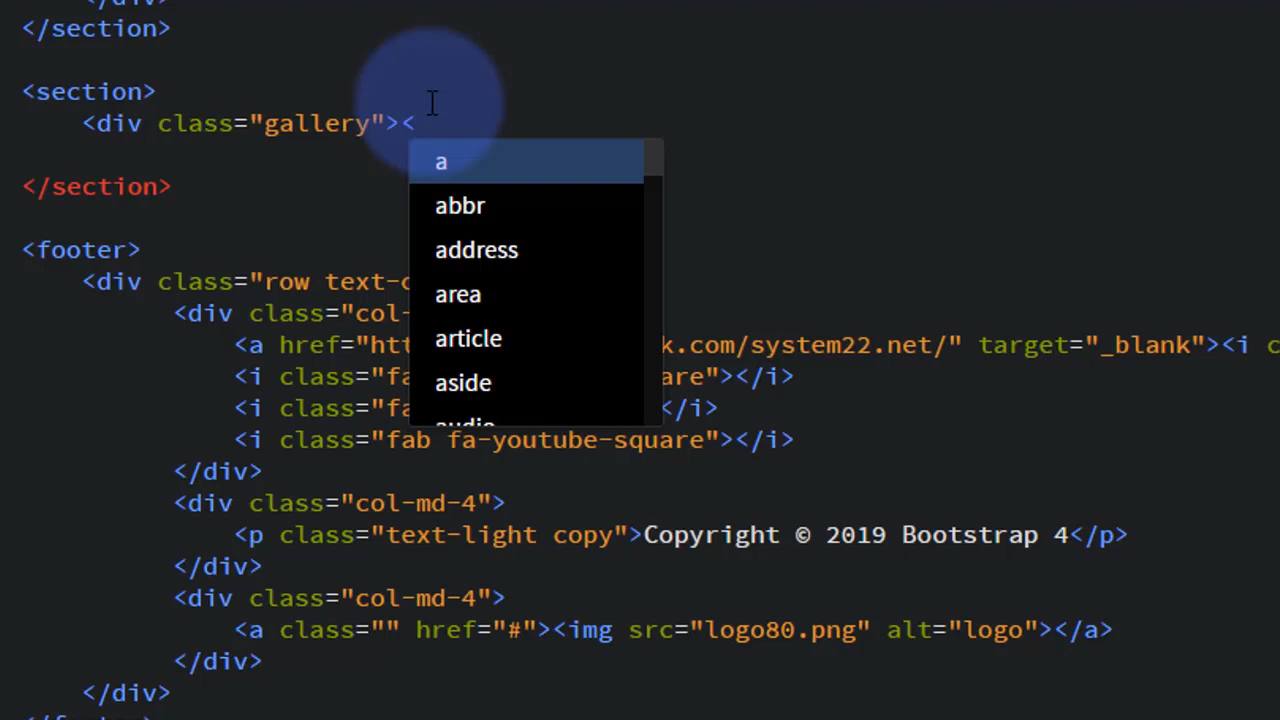 </div>
</section>
<section>
<div class="gallery"><
a
abbr
address
area
article
aside
audio
</section>
<footer>
<div class="row text-c
<div class="col-
<a href="htt k.com/system22.net/" target="_blank"><i c
<i class="fa are"></i>
<i class="fa </i>
<i class="fab fa-youtube-square"></i>
</div>
<div class="col-md-4">
<p class="text-light copy">Copyright © 2019 Bootstrap 4</p>
</div>
<div class="col-md-4">
<a class="" href="#"><img src="logo80.png" alt="logo"></a>
</div>
</div>
</footer>